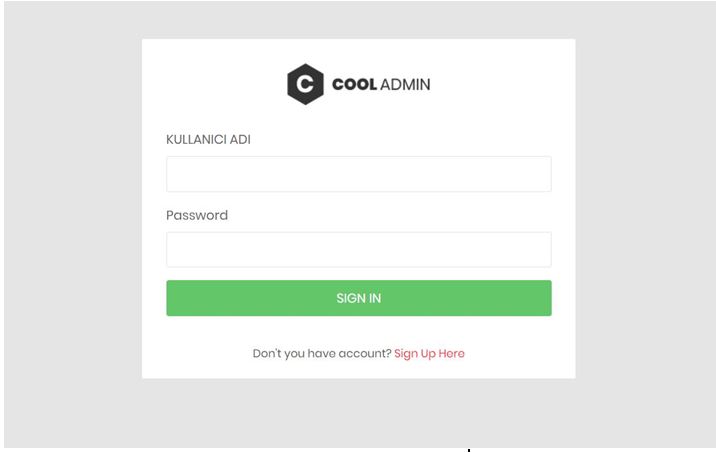 C COOL ADMIN
KULLANICI ADI
Password
SIGN IN
Don't you have account? Sign Up Here